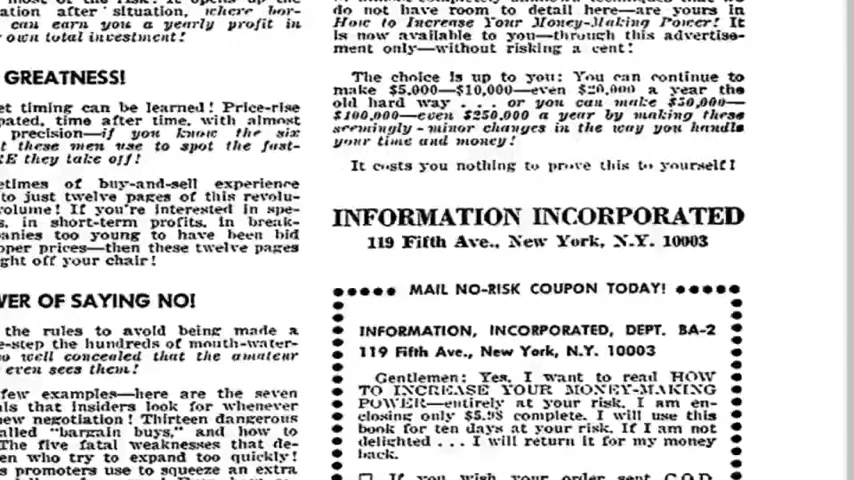 ation after situation, where bor-
can earn you a yearly profit in
own total investment!
GREATNESS!
et timing can be learned! Price-rise
pated, time after time, with almost
precision—if you know the six
t these men use to spot the fast-
RE they take off!
etimes of buy-and-sell experience
to just twelve pages of this revolu-
volume! If you're interested in spe-
s, in short-term profits, in break-
anies too young to have been bid
oper prices—then these twelve pages
ght off your chair!
WER OF SAYING NO!
the rules to avoid being made a
e-step the hundreds of mouth-water-
o well concealed that the amateur
even sees them!
few examples—here are the seven
ls that insiders look for whenever
new negotiation! Thirteen dangerous
alled "bargain buys," and how to
The five fatal weaknesses that de-
en who try to expand too quickly!
s promoters use to squeeze an extra
do not have room to detail here—are yours in
How to Increase Your Money-Making Power! It
is now available to you—through this advertise-
ment only—without risking a cent!
The choice is up to you: You can continue to
make $5,000—$10,000—even $20,000 a year the
old hard way . . . or you can make $50,000—
$100,000—even $250,000 a year by making these
seemingly-minor changes in the way you handle
your time and money!
It costs you nothing to prove this to yourself!
INFORMATION INCORPORATED
119 Fifth Ave., New York, N.Y. 10003
MAIL NO-RISK COUPON TODAY!
INFORMATION, INCORPORATED, DEPT. BA-2
119 Fifth Ave., New York, N.Y. 10003
Gentlemen: Yes, I want to read HOW
TO INCREASE YOUR MONEY-MAKING
POWER—entirely at your risk. I am en-
closing only $5.98 complete. I will use this
book for ten days at your risk. If I am not
delighted . . . I will return it for my money
back.
If you wish your order sent C.O.D.